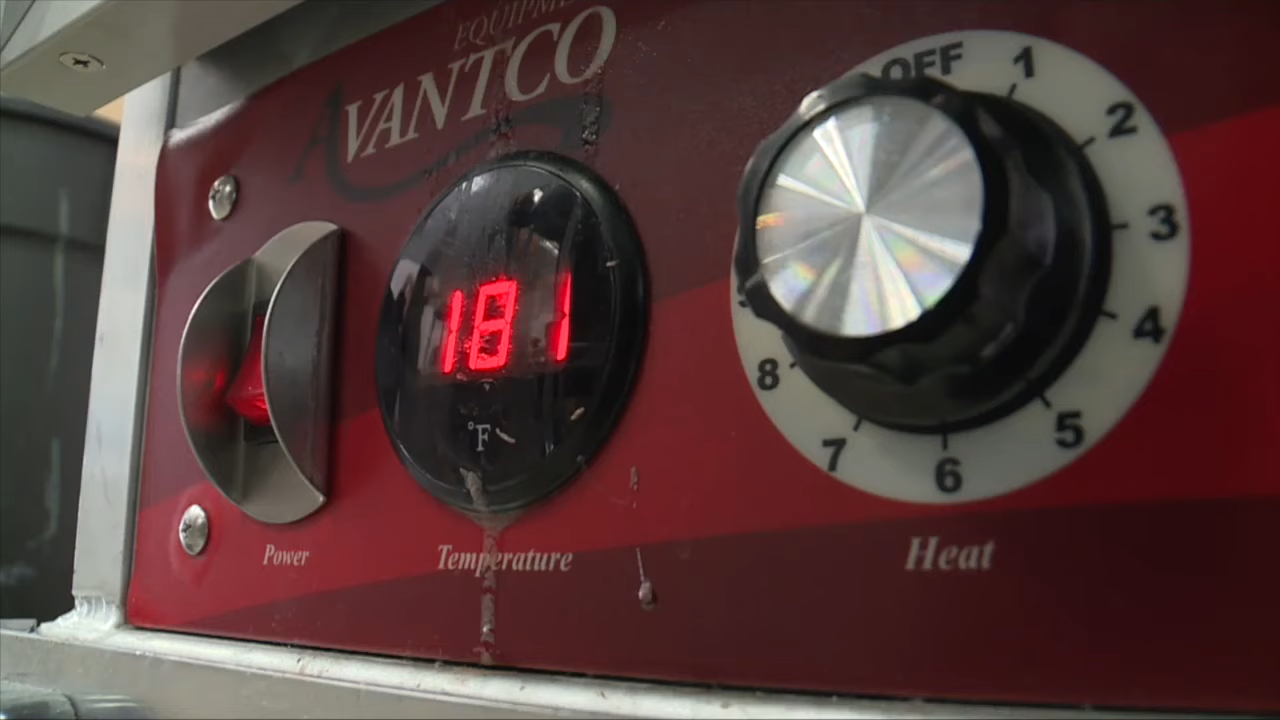 EQUIPME
AVANTCO
181
°F
Power
Temperature
OFF
1
2
3
4
5
6
7
8
Heat